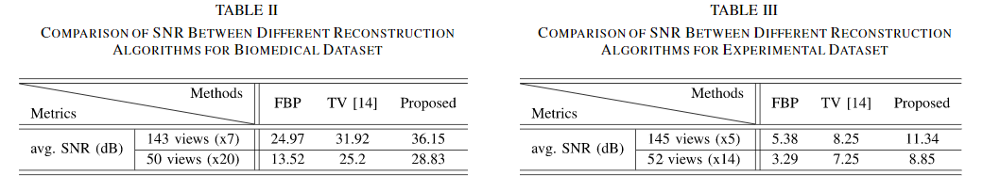 TABLE II
COMPARISON OF SNR BETWEEN DIFFERENT RECONSTRUCTION
ALGORITHMS FOR BIOMEDICAL DATASET
Methods
Metrics
FBP TV [14] Proposed
avg. SNR (dB)
143 views (x7) 24.97 31.92 36.15
50 views (x20) 13.52 25.2 28.83
TABLE III
COMPARISON OF SNR BETWEEN DIFFERENT RECONSTRUCTION
ALGORITHMS FOR EXPERIMENTAL DATASET
Methods
Metrics
FBP TV [14] Proposed
avg. SNR (dB)
145 views (x5) 5.38 8.25 11.34
52 views (x14) 3.29 7.25 8.85